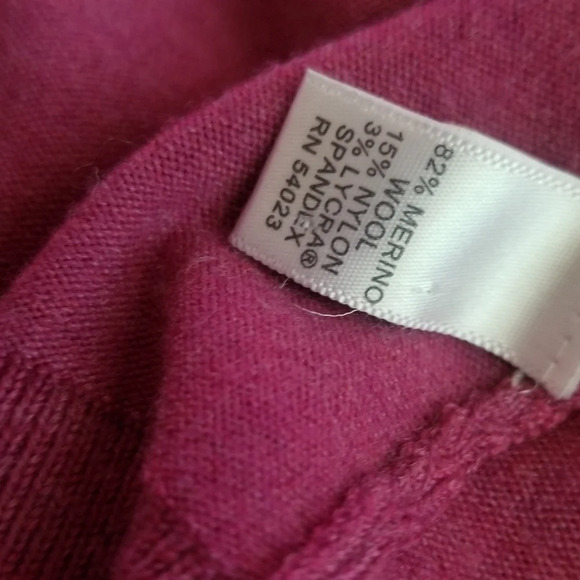 82% MERINO
WOOL
15% NYLON
3% LYCRA®
SPANDEX
RN 54023